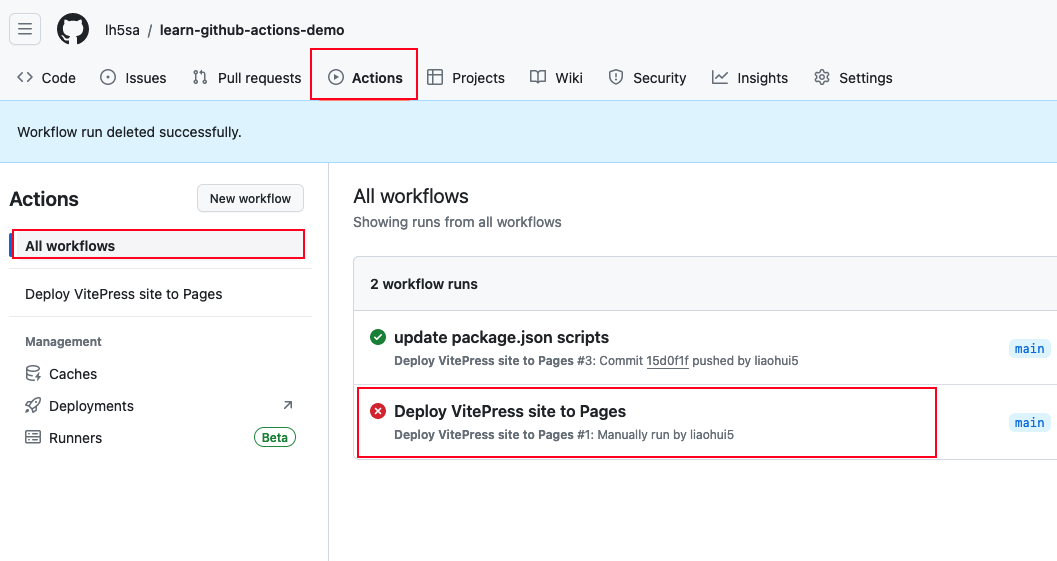 lh5sa / learn-github-actions-demo
Code Issues Pull requests Actions Projects Wiki Security Insights Settings
Workflow run deleted successfully.
Actions New workflow
All workflows
Deploy VitePress site to Pages
Management
Caches
Deployments
Runners Beta
All workflows
Showing runs from all workflows
2 workflow runs
update package.json scripts
main
Deploy VitePress site to Pages #3: Commit 15d0f1f pushed by liaohui5
Deploy VitePress site to Pages
main
Deploy VitePress site to Pages #1: Manually run by liaohui5